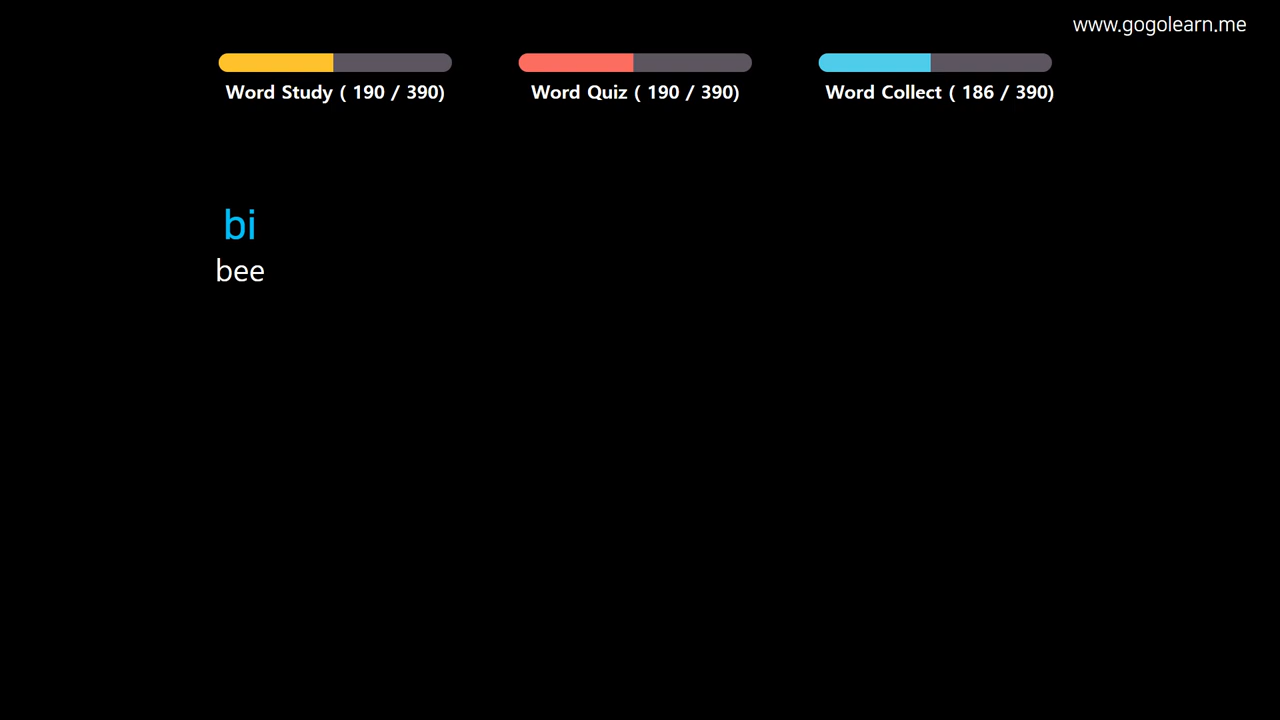 www.gogolearn.me
Word Study ( 190 / 390)
Word Quiz ( 190 / 390)
Word Collect ( 186 / 390)
bi
bee